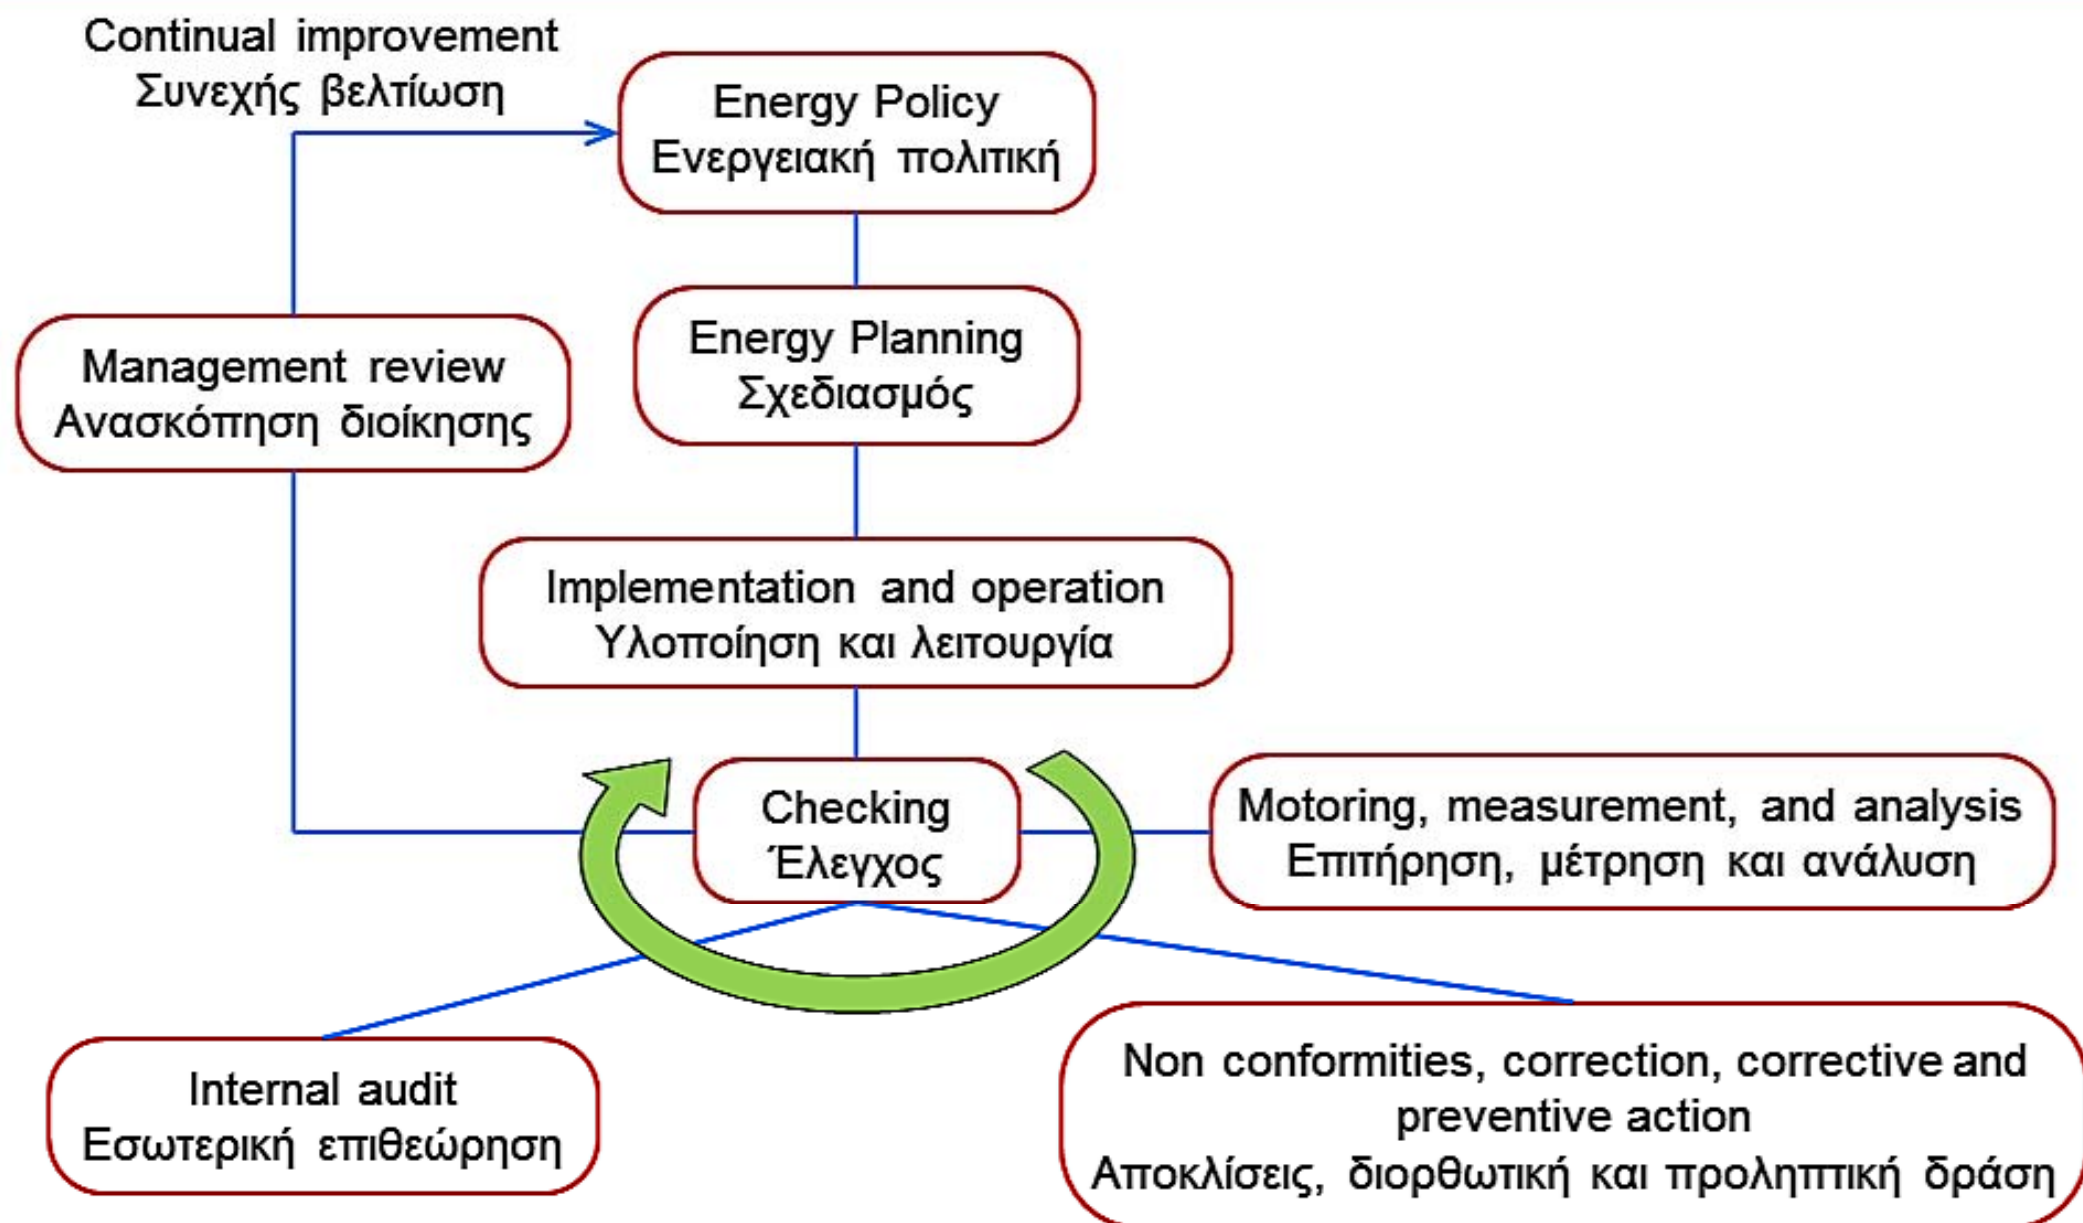 Continual improvement
Συνεχής βελτίωση
Energy Policy
Ενεργειακή πολιτική
Management review
Ανασκόπηση διοίκησης
Energy Planning
Σχεδιασμός
Implementation and operation
Υλοποίηση και λειτουργία
Checking
Έλεγχος
Motoring, measurement, and analysis
Επιτήρηση, μέτρηση και ανάλυση
Internal audit
Εσωτερική επιθεώρηση
Non conformities, correction, corrective and
preventive action
Αποκλίσεις, διορθωτική και προληπτική δράση